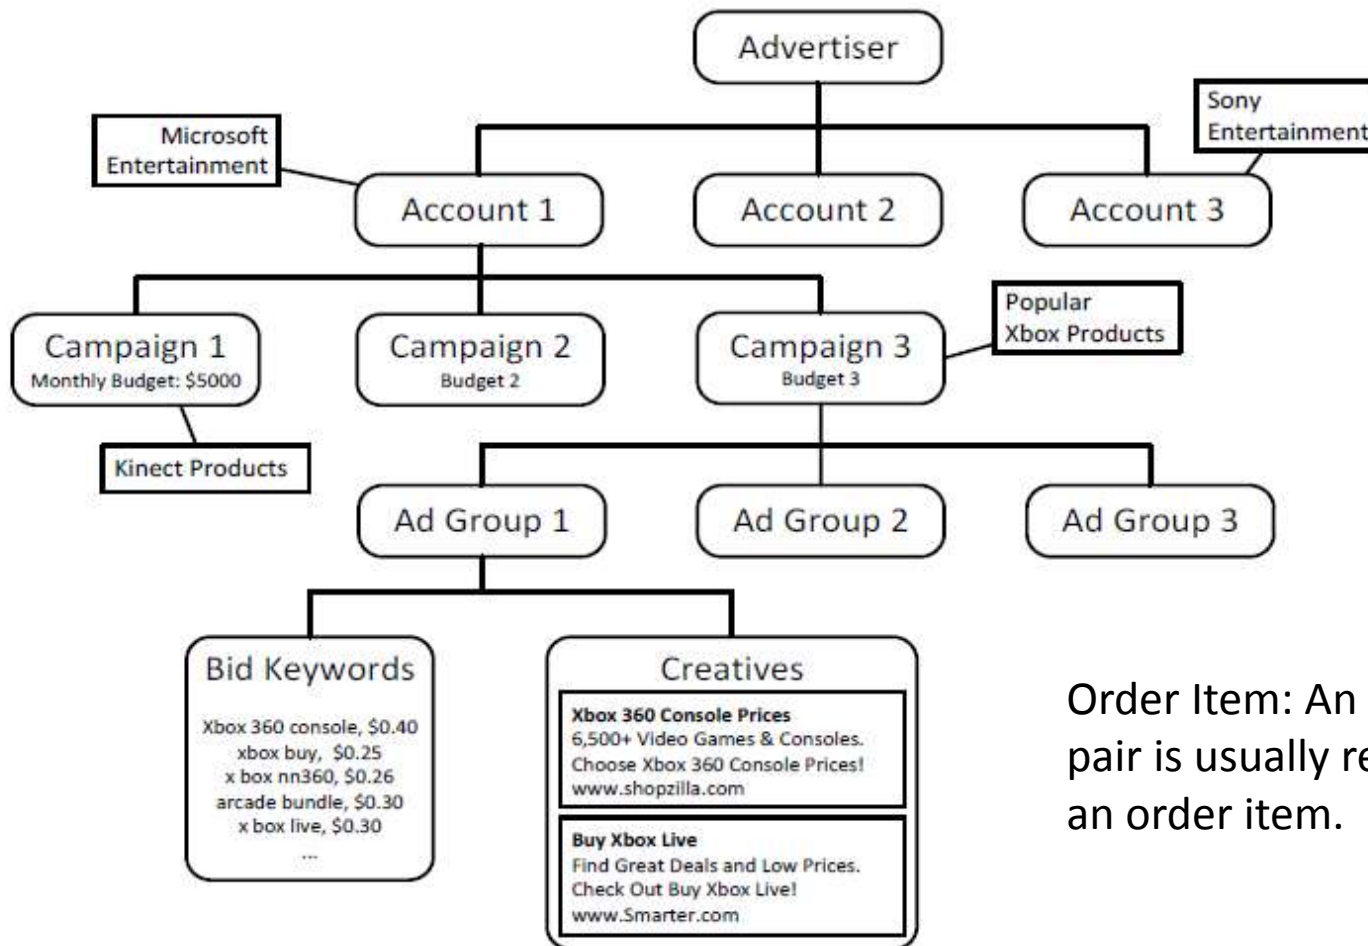 Advertiser
Sony
Entertainment
Microsoft
Entertainment
Account 1
Account 2
Account 3
Campaign 1
Monthly Budget: $5000
Campaign 2
Budget 2
Campaign 3
Budget 3
Popular
Xbox Products
Kinect Products
Ad Group 1
Ad Group 2
Ad Group 3
Bid Keywords
Xbox 360 console, $0.40
xbox buy, $0.25
x box nn360, $0.26
arcade bundle, $0.30
x box live, $0.30
...
Creatives
Xbox 360 Console Prices
6,500+ Video Games & Consoles.
Choose Xbox 360 Console Prices!
www.shopzilla.com
Buy Xbox Live
Find Great Deals and Low Prices.
Check Out Buy Xbox Live!
www.Smarter.com
Order Item: An
pair is usually
an order item.